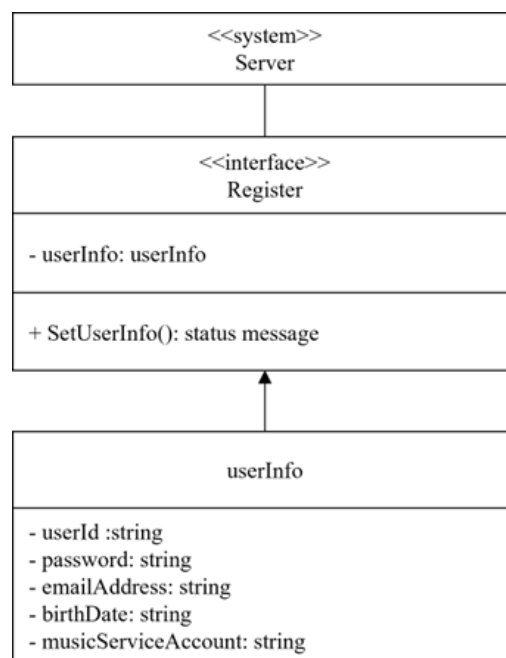 <<system>>
Server
<<interface>>
Register
- userInfo: userInfo
+ SetUserInfo(): status message
userInfo
- userId :string
- password: string
- emailAddress: string
- birthDate: string
- musicServiceAccount: string